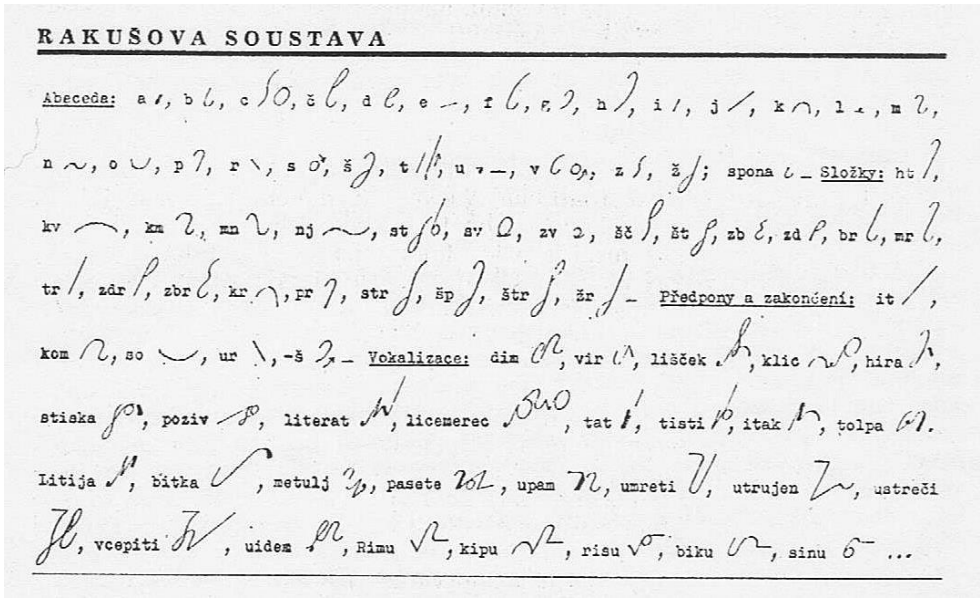 RAKUŠOVA SOUSTAVA
Abeceda: a , b , c , č , d , e , f , g , h , i , j , k , l , m ,
n , o , p , r , s , š , t , u , v , z , ž ; spona – Složky: ht ,
kv , km , mn , nj , st , sv , zv , šč , št , zb , zd , br , mr ,
tr , zdr , zbr , kr , pr , str , šp , štr , žr – Předpony a zakončení: it ,
kom , so , ur , -š – Vokalizace: dim , vir , lišček , klic , hira ,
stiska , poziv , literat , licemerec , tat , tisti , itak , tolpa .
Litija , bitka , metulj , pasete , upam , umreti , utrujen , ustreči
, vcepiti , uidem , Rimu , kipu , risu , biku , sinu ...